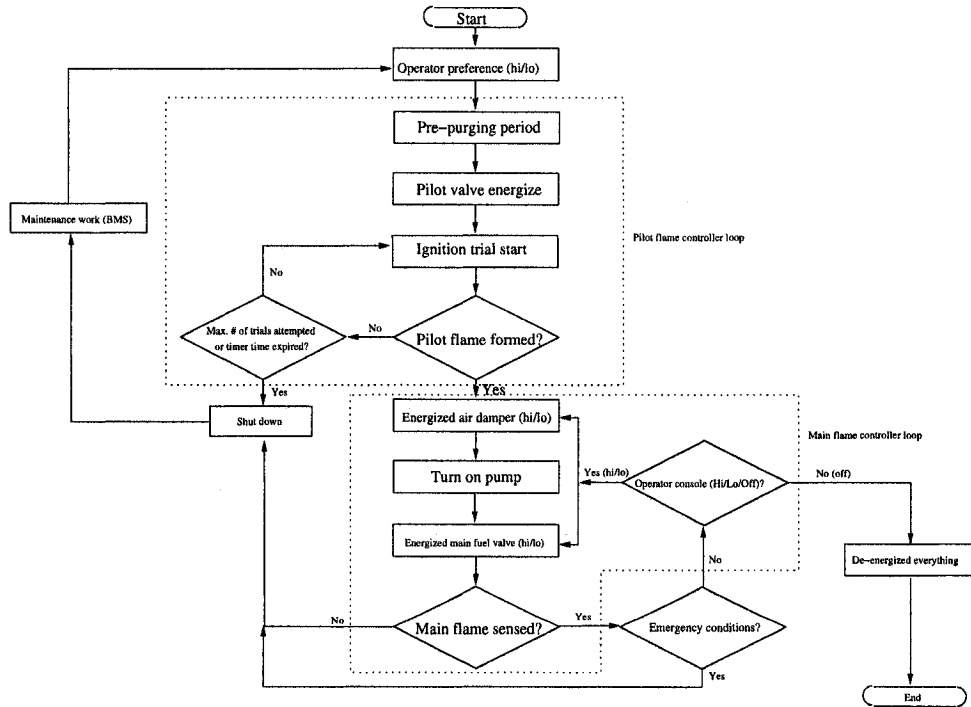 Start
Operator preference (hi/lo)
Pre-purging period
Pilot valve energize
Maintenance work (BMS)
Ignition trial start
Pilot flame controller loop
No
Max. # of trials attempted
or timer time expired?
No
Pilot flame formed?
Yes
Yes
Shut down
Energized air damper (hi/lo)
Main flame controller loop
Turn on pump
Yes (hi/lo)
Operator console (Hi/Lo/Off)?
No (off)
Energized main fuel valve (hi/lo)
De-energized everything
No
No
Main flame sensed?
Yes
Emergency conditions?
Yes
End